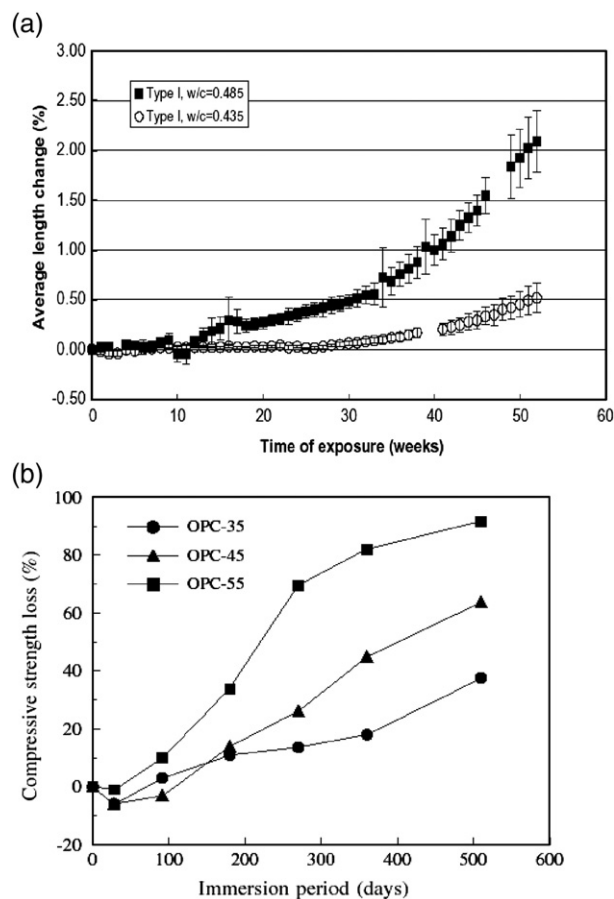 (a)
3.00
2.50
2.00
1.50
1.00
0.50
0.00
-0.50
Average length change (%)
Type I, w/c=0.485
Type I, w/c=0.435
0 10 20 30 40 50 60
Time of exposure (weeks)
(b)
100
80
60
40
20
0
-20
Compressive strength loss (%)
OPC-35
OPC-45
OPC-55
0 100 200 300 400 500 600
Immersion period (days)